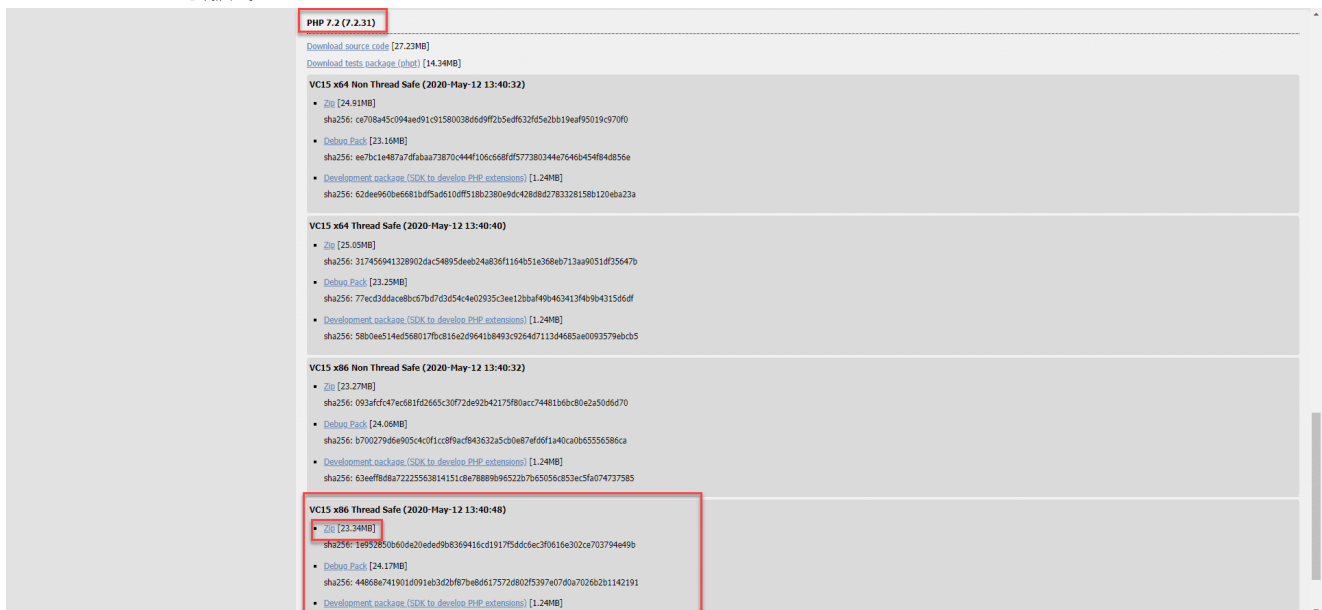 PHP 7.2 (7.2.31)
Download source code [27.23MB]
Download tests package (phpt) [14.34MB]
VC15 x64 Non Thread Safe (2020-May-12 13:40:32)
Zip [24.91MB]
sha256: ce708a45c094aed91c91580038d6d9ff2b5edf632fd5e2bb19eaf95019c970f0
Debug Pack [23.16MB]
sha256: ee7bc1e487a7dfabaa73870c444f106c668fdf577380344e7646b454f84d856e
Development package (SDK to develop PHP extensions) [1.24MB]
sha256: 62dee960be6681bdf5ad610dff518b2380e9dc428d8d2783328158b120eba23a
VC15 x64 Thread Safe (2020-May-12 13:40:40)
Zip [25.05MB]
sha256: 317456941328902dac54895deeb24a836f1164b51e368eb713aa9051df35647b
Debug Pack [23.25MB]
sha256: 77ecd3ddace8bc67bd7d3d54c4e02935c3ee12bbaf49b463413f4b9b4315d6df
Development package (SDK to develop PHP extensions) [1.24MB]
sha256: 58b0ee514ed568017fbc816e2d9641b8493c9264d7113d4685ae0093579ebcb5
VC15 x86 Non Thread Safe (2020-May-12 13:40:32)
Zip [23.27MB]
sha256: 093afcfc47ec681fd2665c30f72de92b42175f80acc74481b6bc80e2a50d6d70
Debug Pack [24.06MB]
sha256: b700279d6e905c4c0f1cc8f9acf843632a5cb0e87efd6f1a40ca0b65556586ca
Development package (SDK to develop PHP extensions) [1.24MB]
sha256: 63eeff8d8a72225563814151c8e78889b96522b7b65056c853ec5fa074737585
VC15 x86 Thread Safe (2020-May-12 13:40:48)
Zip [23.34MB]
sha256: 1e952850b60de20eded9b8369416cd1917f5ddc6ec3f0616e302ce703794e49b
Debug Pack [24.17MB]
sha256: 44868e741901d091eb3d2bf87be8d617572d802f5397e07d0a7026b2b1142191
Development package (SDK to develop PHP extensions) [1.24MB]